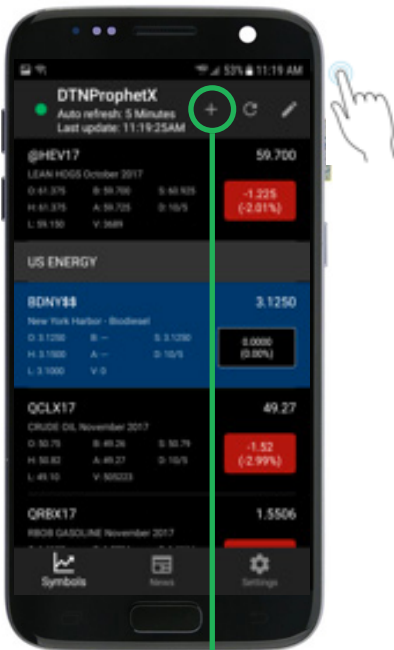 53% 11:19 AM
DTNProphetX
Auto refresh: 5 Minutes
Last update: 11:19:25AM
@HEV17 59.700
LEAN HOGS October 2017
O: 61.375 B: 59.700 S: 60.925
-1.225
H: 61.375 A: 59.725 D: 10/5
(-2.01%)
L: 59.150 V: 3689
US ENERGY
BDNY$$ 3.1250
New York Harbor - Biodiesel
O: 3.1250 B: -- S: 3.1250
0.0000
H: 3.1500 A: -- D: 10/5
(0.00%)
L: 3.1000 V: 0
QCLX17 49.27
CRUDE OIL November 2017
O: 50.75 B: 49.26 S: 50.79
-1.52
H: 50.82 A: 49.27 D: 10/5
(-2.99%)
L: 49.10 V: 505223
QRBX17 1.5506
RBOB GASOLINE November 2017
Symbols News Settings